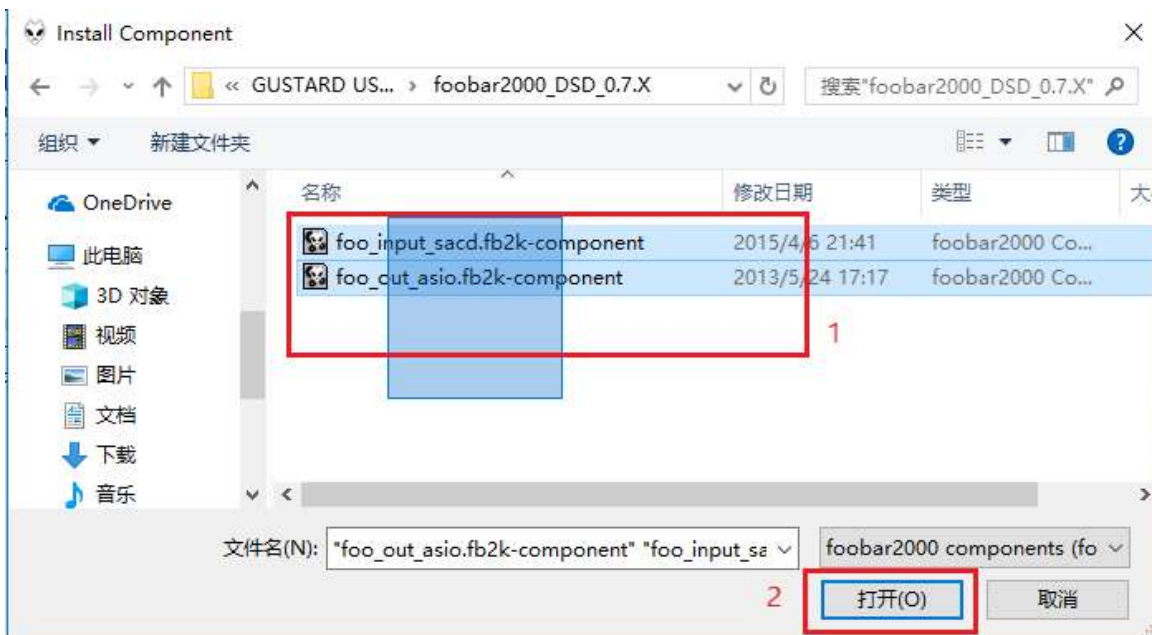 Install Component
« GUSTARD US... › foobar2000_DSD_0.7.X
搜索"foobar2000_DSD_0.7.X"
组织 新建文件夹
名称 修改日期 类型 大
OneDrive
此电脑
3D 对象
视频
图片
文档
下载
音乐
foo_input_sacd.fb2k-component 2015/4/6 21:41 foobar2000 Co...
foo_out_asio.fb2k-component 2013/5/24 17:17 foobar2000 Co...
1
文件名(N): "foo_out_asio.fb2k-component" "foo_input_sa foobar2000 components (fo
2 打开(O) 取消